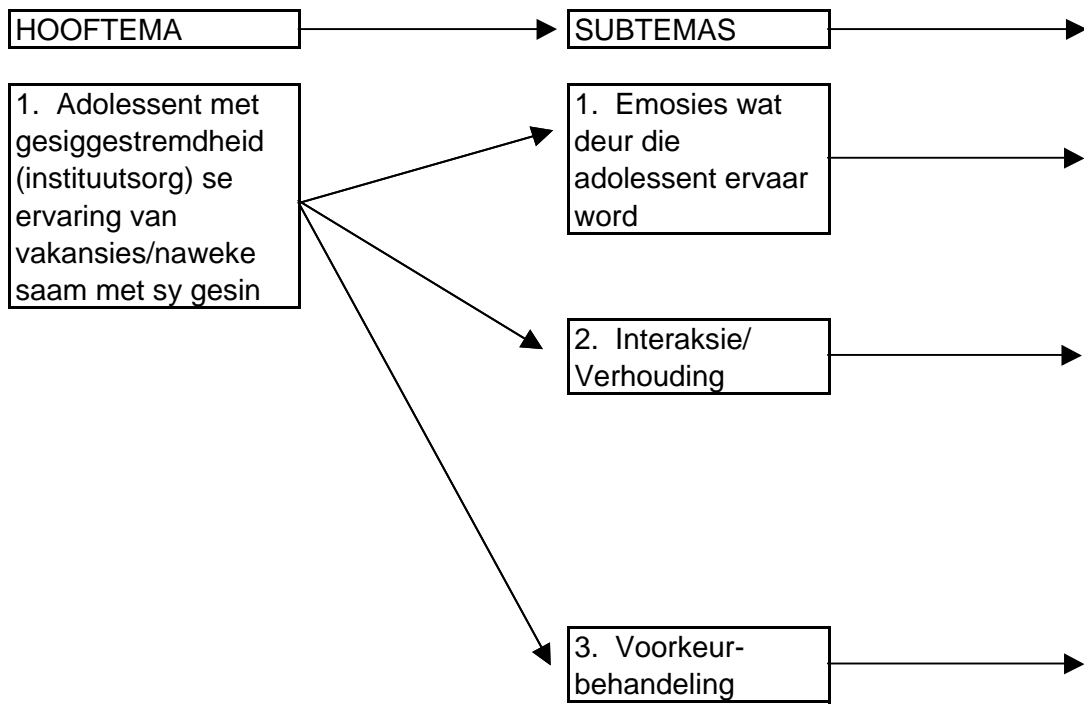 HOOFTEMA
SUBTEMAS
1. Adolessent met
gesiggestremdheid
(instituutsorg) se
ervaring van
vakansies/naweke
saam met sy gesin
1. Emosies wat
deur die
adolessent ervaar
word
2. Interaksie/
Verhouding
3. Voorkeur-
behandeling